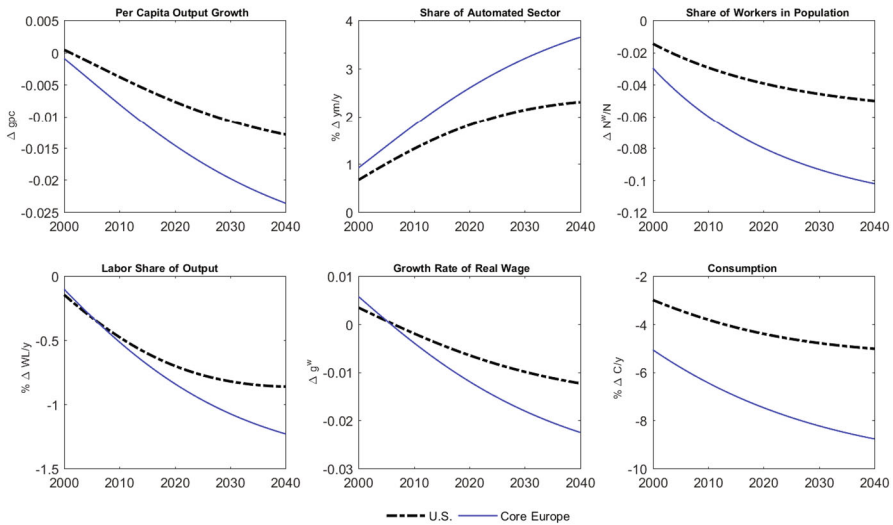 Per Capita Output Growth
0.005
0
-0.005
-0.01
-0.015
-0.02
-0.025
Δ gpc
2000 2010 2020 2030 2040
Share of Automated Sector
4
3
2
1
0
% Δ ym/y
2000 2010 2020 2030 2040
Share of Workers in Population
0
-0.02
-0.04
-0.06
-0.08
-0.1
-0.12
Δ Nʷ/N
2000 2010 2020 2030 2040
Labor Share of Output
0
-0.5
-1
-1.5
% Δ WL/y
2000 2010 2020 2030 2040
Growth Rate of Real Wage
0.01
0
-0.01
-0.02
-0.03
Δ gʷ
2000 2010 2020 2030 2040
Consumption
-2
-4
-6
-8
-10
% Δ C/y
2000 2010 2020 2030 2040
U.S. Core Europe